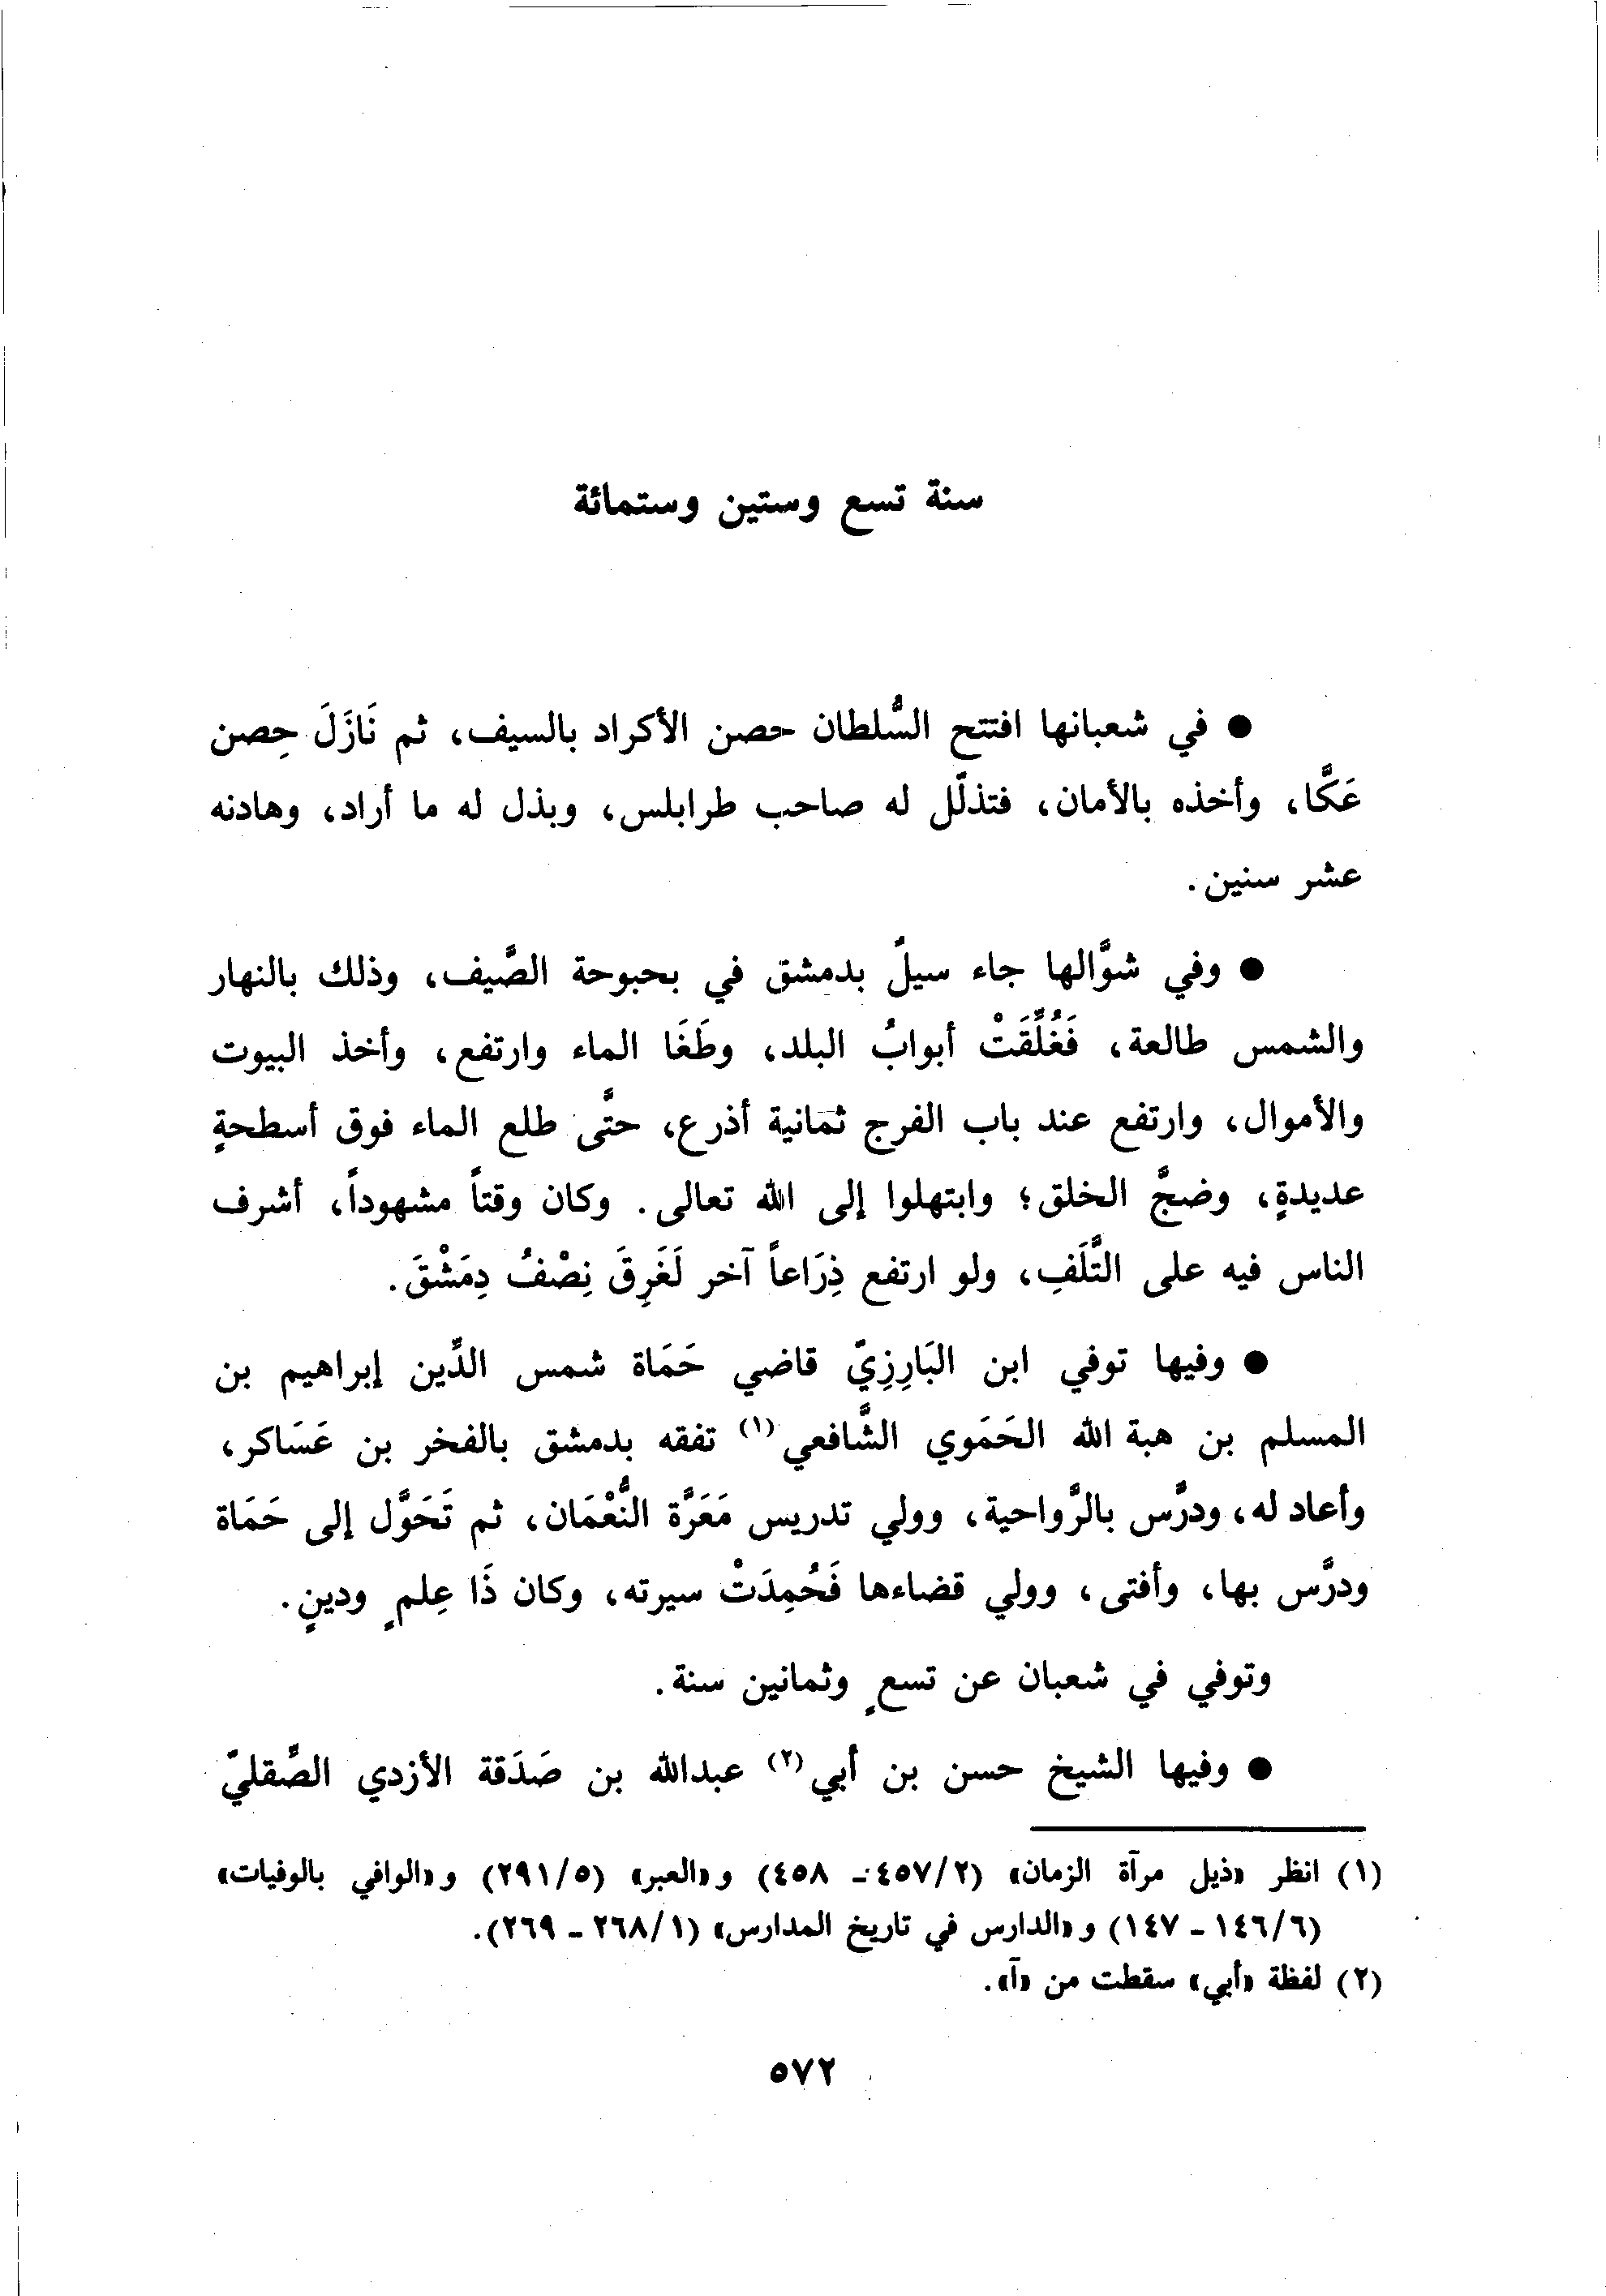 سنة تسع وستين وستمائة
● في شعبانها افتتح السُّلطان حصن الأكراد بالسيف، ثم نَازَلَ حِصن
عَكَّا، وأخذه بالأمان، فتذلّل له صاحب طرابلس، وبذل له ما أراد، وهادنه
عشر سنين.
● وفي شوَّالها جاء سيلٌ بدمشق في بحبوحة الصَّيف، وذلك بالنهار
والشمس طالعة، فَغُلِّقَتْ أبوابُ البلد، وطَغَا الماء وارتفع، وأخذ البيوت
والأموال، وارتفع عند باب الفرج ثمانية أذرع، حتَّى طلع الماء فوق أسطحةٍ
عديدةٍ، وضجَّ الخلق؛ وابتهلوا إلى الله تعالى. وكان وقتاً مشهوداً، أشرف
الناس فيه على التَّلَفِ، ولو ارتفع ذِرَاعاً آخر لَغَرِقَ نِصْفُ دِمَشْقَ.
● وفيها توفي ابن البَارِزِيّ قاضي حَمَاة شمس الدِّين إبراهيم بن
المسلم بن هبة الله الحَمَوي الشَّافعي(١) تفقه بدمشق بالفخر بن عَسَاكر،
وأعاد له، ودرَّس بالرَّواحية، وولي تدريس مَعَرَّة النُّعْمَان، ثم تَحَوَّل إلى حَمَاة
ودرَّس بها، وأفتى، وولي قضاءها فَحُمِدَتْ سيرته، وكان ذَا عِلمٍ ودينٍ.
وتوفي في شعبان عن تسعٍ وثمانين سنة.
● وفيها الشيخ حسن بن أبي(٢) عبدالله بن صَدَقة الأزدي الصِّقليّ
(١) انظر «ذيل مرآة الزمان» (٤٥٧/٢ - ٤٥٨) و«العبر» (٢٩١/٥) و«الوافي بالوفيات»
(١٤٦/٦ - ١٤٧) و«الدارس في تاريخ المدارس» (٢٦٨/١ - ٢٦٩).
(٢) لفظة «أبي» سقطت من «آ».
٥٧٢